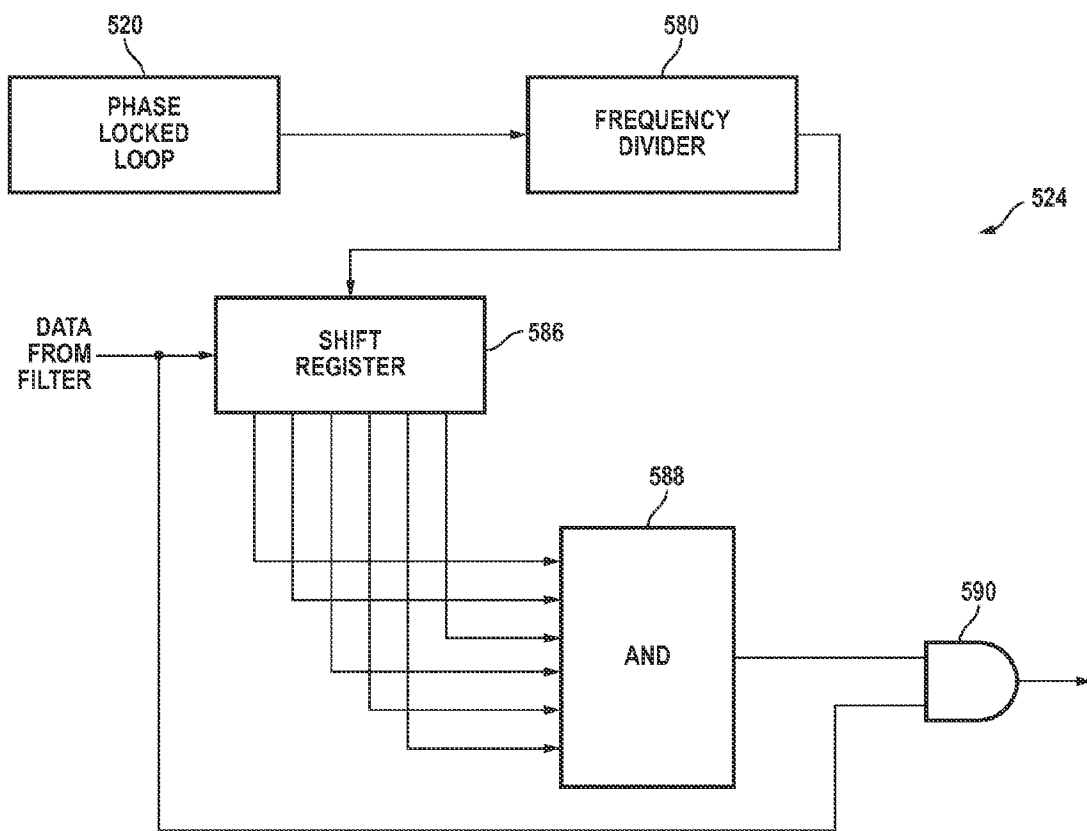 520
580
PHASE
LOCKED
LOOP
FREQUENCY
DIVIDER
524
DATA
FROM
FILTER
SHIFT
REGISTER
586
588
AND
590